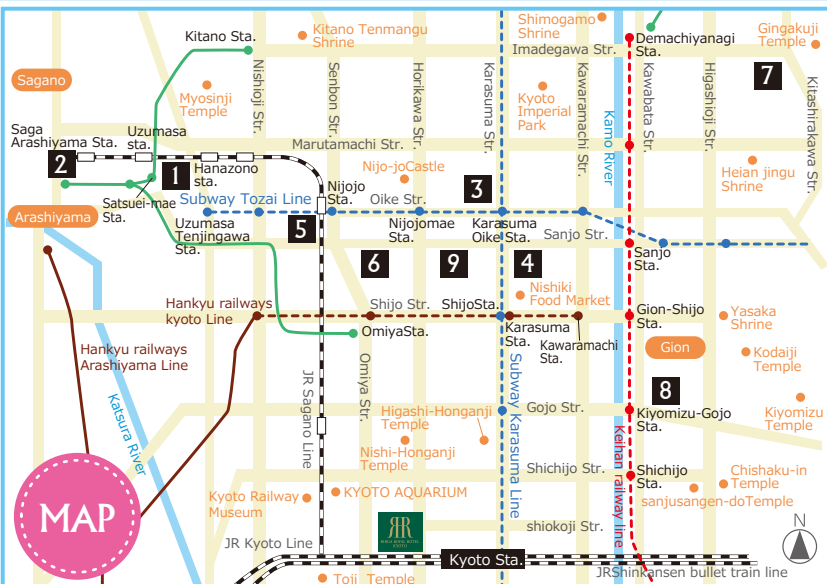 Kitano Sta.
Kitano Tenmangu
Shrine
Shimogamo
Shrine
Imadegawa Str.
Demachiyanagi
Sta.
Gingakuji
Temple
7
Sagano
Myosinji
Temple
Nishioji Str.
Senbon Str.
Horikawa Str.
Karasuma Str.
Kyoto
Imperial
Park
Kawaramachi Str.
Kamo River
Kawabata Str.
Higashioji Str.
Kitashirakawa Str.
Saga
Arashiyama Sta.
Uzumasa
sta.
Marutamachi Str.
2
1
Hanazono
sta.
Nijo-joCastle
Heian jingu
Shrine
Satsuei-mae
Sta.
Subway Tozai Line
Nijojo
Sta.
Oike Str.
3
Arashiyama
Uzumasa
Tenjingawa
Sta.
5
Nijojomae
Sta.
Karasuma
Oike Sta.
Sanjo Str.
Sanjo
Sta.
6
9
4
Nishiki
Food Market
Hankyu railways
kyoto Line
Shijo Str.
ShijoSta.
Karasuma
Sta.
Kawaramachi
Sta.
Gion-Shijo
Sta.
Yasaka
Shrine
OmiyaSta.
Gion
Kodaiji
Temple
Hankyu railways
Arashiyama Line
Katsura River
JR Sagano Line
Omiya Str.
Subway Karasuma Line
8
Higashi-Honganji
Temple
Gojo Str.
Kiyomizu-Gojo
Sta.
Kiyomizu
Temple
Nishi-Honganji
Temple
Keihan railway line
Shichijo Str.
Shichijo
Sta.
Chishaku-in
Temple
sanjusangen-doTemple
Kyoto Railway
Museum
KYOTO AQUARIUM
MAP
RIHGA ROYAL HOTEL
KYOTO
shiokoji Str.
N
JR Kyoto Line
Kyoto Sta.
JRShinkansen bullet train line
Toji Temple